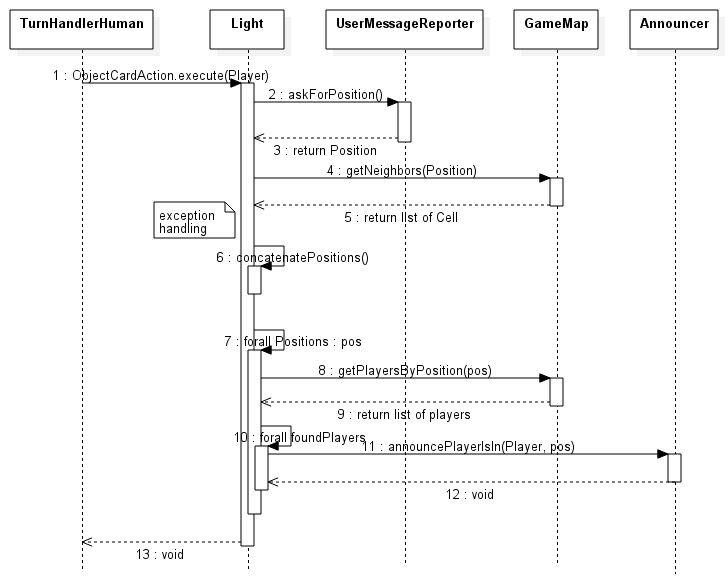 TurnHandlerHuman
Light
UserMessageReporter
GameMap
Announcer
1 : ObjectCardAction.execute(Player)
2 : askForPosition()
3 : return Position
4 : getNeighbors(Position)
5 : return lIst of Cell
exception
handling
6 : concatenatePositions()
7 : forall Positions : pos
8 : getPlayersByPosition(pos)
9 : return list of players
10 : forall foundPlayers
11 : announcePlayerIsIn(Player, pos)
12 : void
13 : void